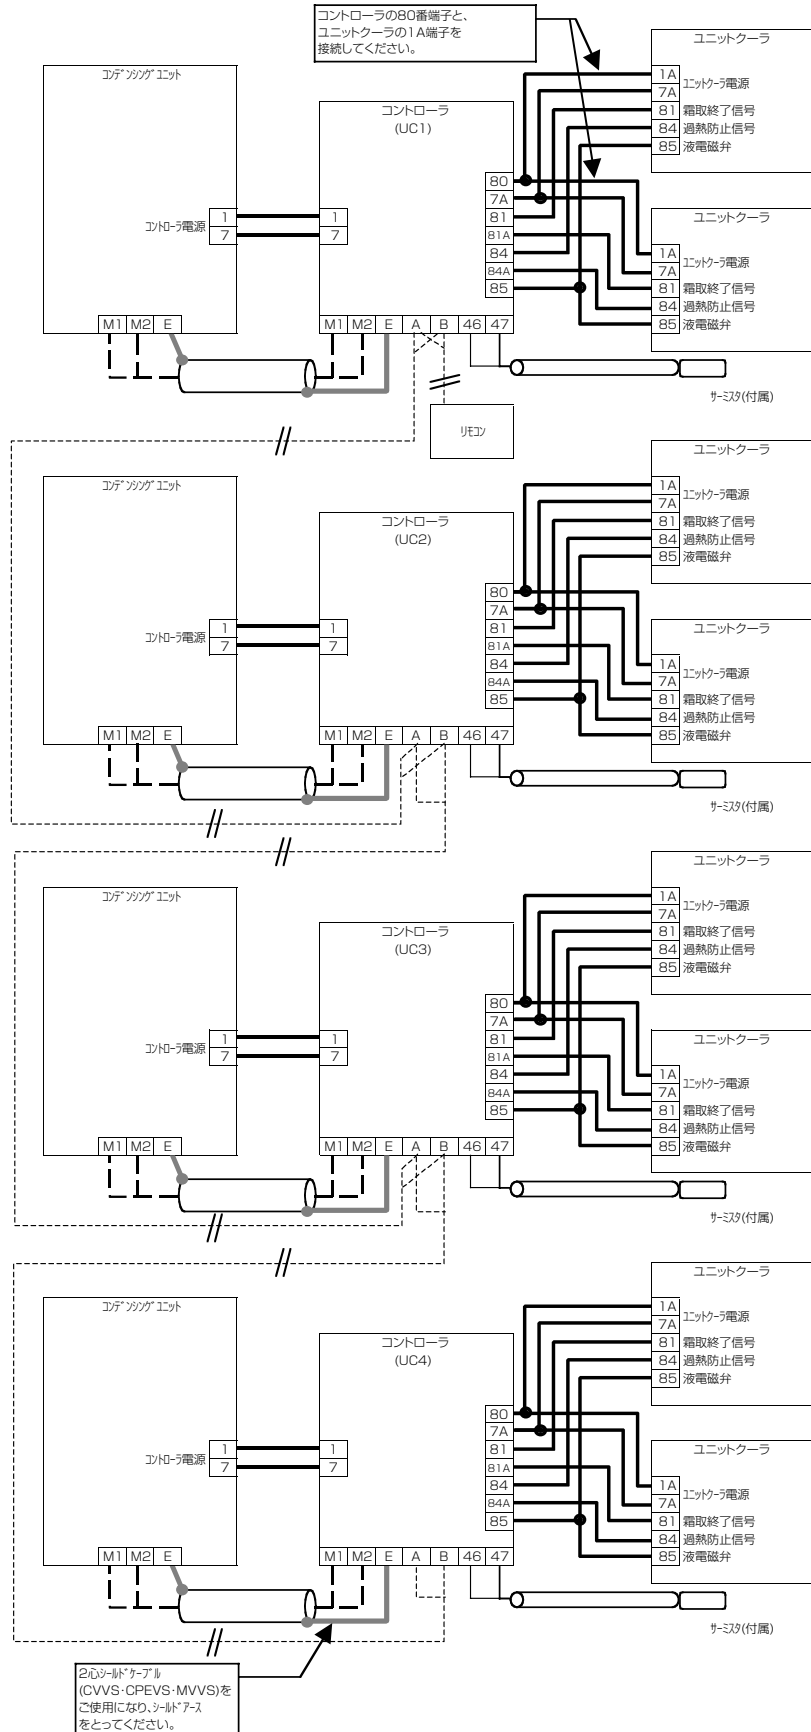 コントローラの80番端子と、
ユニットクーラの1A端子を
接続してください。
ユニットクーラ
1A
7A
ユニットクーラ電源
81 霜取終了信号
84 過熱防止信号
85 液電磁弁
コンデンシングユニット
コントローラ
(UC1)
80
7A
81
81A
84
84A
85
コントローラ電源
1
7
1
7
ユニットクーラ
1A
7A
ユニットクーラ電源
81 霜取終了信号
84 過熱防止信号
85 液電磁弁
M1 M2 E
M1 M2 E A B 46 47
サーミスタ(付属)
リモコン
ユニットクーラ
1A
7A
ユニットクーラ電源
81 霜取終了信号
84 過熱防止信号
85 液電磁弁
コンデンシングユニット
コントローラ
(UC2)
80
7A
81
81A
84
84A
85
コントローラ電源
1
7
1
7
ユニットクーラ
1A
7A
ユニットクーラ電源
81 霜取終了信号
84 過熱防止信号
85 液電磁弁
M1 M2 E
M1 M2 E A B 46 47
サーミスタ(付属)
ユニットクーラ
1A
7A
ユニットクーラ電源
81 霜取終了信号
84 過熱防止信号
85 液電磁弁
コンデンシングユニット
コントローラ
(UC3)
80
7A
81
81A
84
84A
85
コントローラ電源
1
7
1
7
ユニットクーラ
1A
7A
ユニットクーラ電源
81 霜取終了信号
84 過熱防止信号
85 液電磁弁
M1 M2 E
M1 M2 E A B 46 47
サーミスタ(付属)
ユニットクーラ
1A
7A
ユニットクーラ電源
81 霜取終了信号
84 過熱防止信号
85 液電磁弁
コンデンシングユニット
コントローラ
(UC4)
80
7A
81
81A
84
84A
85
コントローラ電源
1
7
1
7
ユニットクーラ
1A
7A
ユニットクーラ電源
81 霜取終了信号
84 過熱防止信号
85 液電磁弁
M1 M2 E
M1 M2 E A B 46 47
サーミスタ(付属)
2心シールドケーブル
(CVVS・CPEVS・MVVS)を
ご使用になり、シールドアース
をとってください。